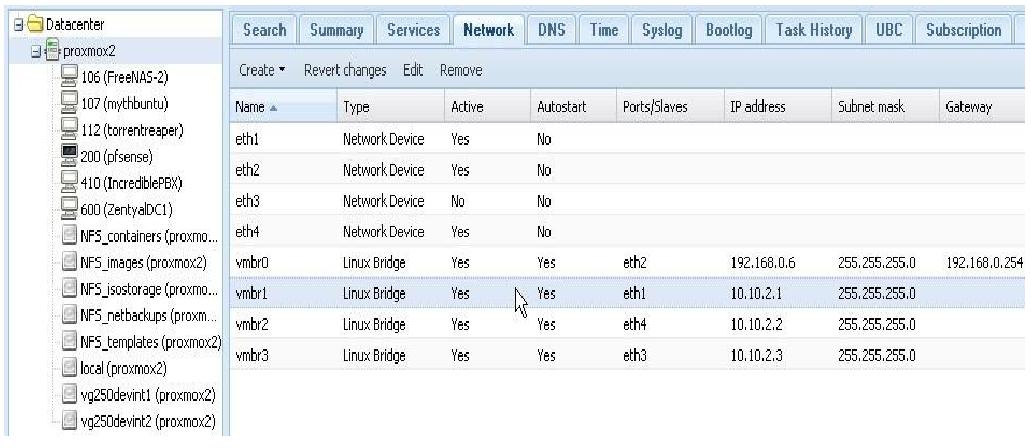 Datacenter
proxmox2
106 (FreeNAS-2)
107 (mythbuntu)
112 (torrentreaper)
200 (pfsense)
410 (IncrediblePBX)
600 (ZentyalDC1)
NFS_containers (proxmo...
NFS_images (proxmox2)
NFS_isostorage (proxmo...
NFS_netbackups (proxm...
NFS_templates (proxmox2)
local (proxmox2)
vg250devint1 (proxmox2)
vg250devint2 (proxmox2)
Search Summary Services Network DNS Time Syslog Bootlog Task History UBC Subscription
Create Revert changes Edit Remove
Name Type Active Autostart Ports/Slaves IP address Subnet mask Gateway
eth1 Network Device Yes No
eth2 Network Device Yes No
eth3 Network Device No No
eth4 Network Device Yes No
vmbr0 Linux Bridge Yes Yes eth2 192.168.0.6 255.255.255.0 192.168.0.254
vmbr1 Linux Bridge Yes Yes eth1 10.10.2.1 255.255.255.0
vmbr2 Linux Bridge Yes Yes eth4 10.10.2.2 255.255.255.0
vmbr3 Linux Bridge Yes Yes eth3 10.10.2.3 255.255.255.0